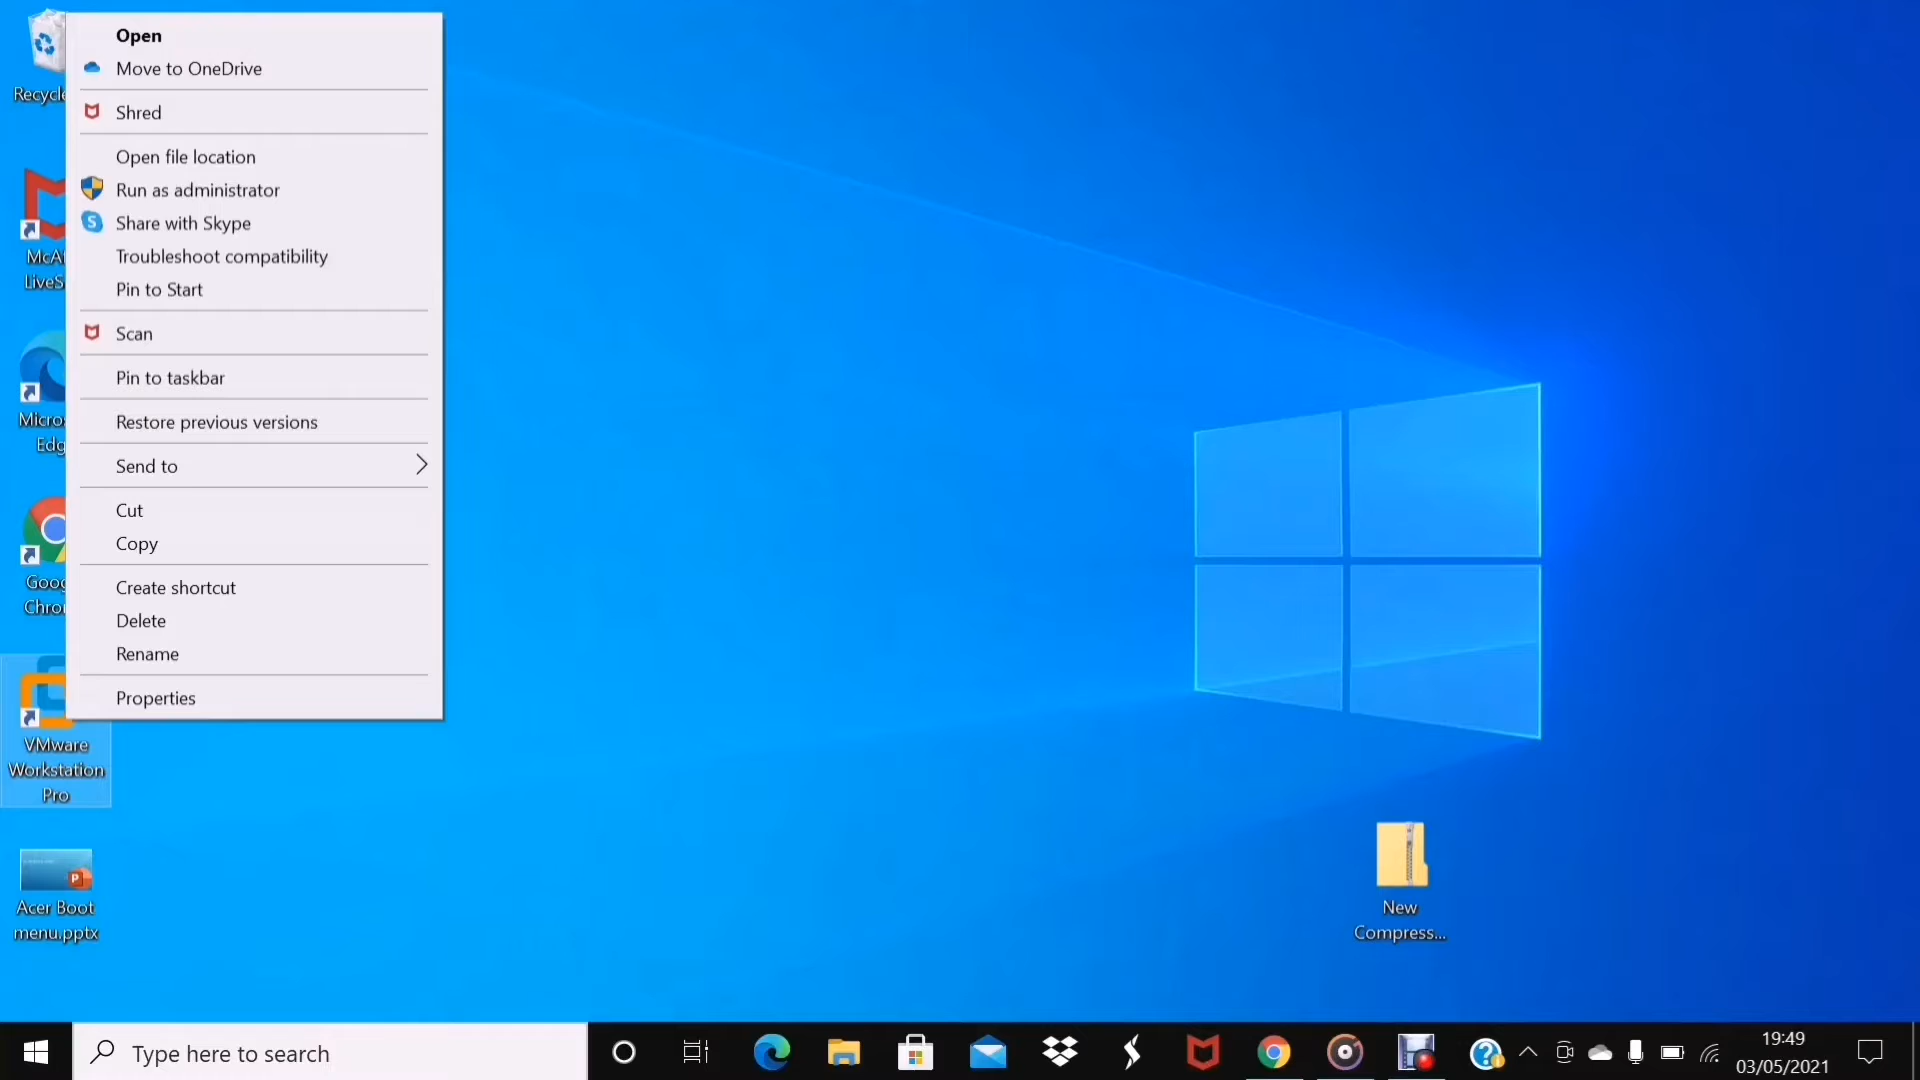 Open
Move to OneDrive
Shred
Open file location
Run as administrator
Share with Skype
Troubleshoot compatibility
Pin to Start
Scan
Pin to taskbar
Restore previous versions
Send to
Cut
Copy
Create shortcut
Delete
Rename
Properties
Recycle
McAf
LiveS
Micros
Edg
Goog
Chro
VMware
Workstation
Pro
Acer Boot
menu.pptx
New
Compress...
Type here to search
19:49
03/05/2021